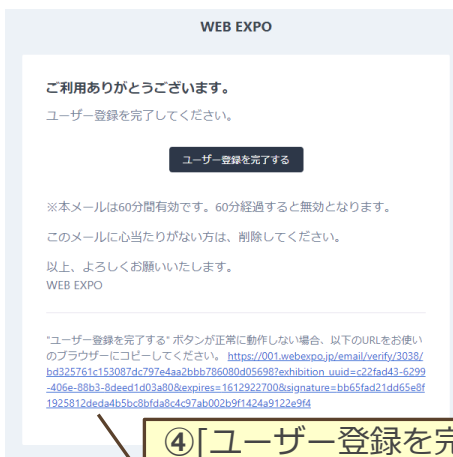 WEB EXPO
ご利用ありがとうございます。
ユーザー登録を完了してください。
ユーザー登録を完了する
※本メールは60分間有効です。60分経過すると無効となります。
このメールに心当たりがない方は、削除してください。
以上、よろしくお願いいたします。
WEB EXPO
"ユーザー登録を完了する" ボタンが正常に動作しない場合、以下のURLをお使い
のブラウザーにコピーしてください。 https://001.webexpo.jp/email/verify/3038/
bd325761c153087dc797e4aa2bbb786080d05698?exhibition_uuid=c22fad43-6299
-406e-88b3-8deed1d03a80&expires=1612922700&signature=bb65fad21dd65e8f
1925812deda4b5bc8bfda8c4c97ab002b9f1424a9122e9f4
④[ユーザー登録を完